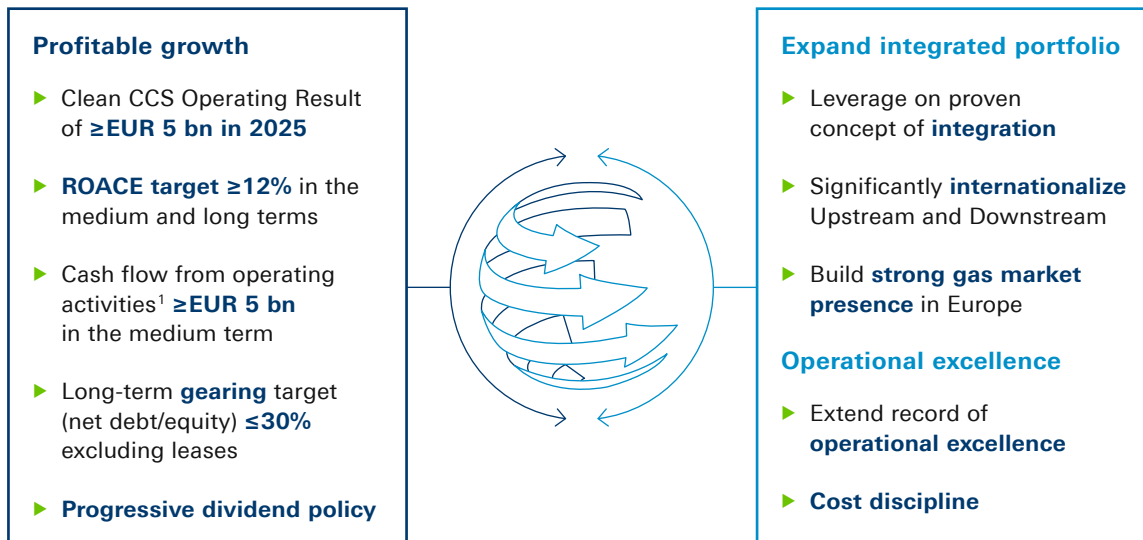 Profitable growth
▶ Clean CCS Operating Result
of ≥EUR 5 bn in 2025
▶ ROACE target ≥12% in the
medium and long terms
▶ Cash flow from operating
activities¹ ≥EUR 5 bn
in the medium term
▶ Long-term gearing target
(net debt/equity) ≤30%
excluding leases
▶ Progressive dividend policy
Expand integrated portfolio
▶ Leverage on proven
concept of integration
▶ Significantly internationalize
Upstream and Downstream
▶ Build strong gas market
presence in Europe
Operational excellence
▶ Extend record of
operational excellence
▶ Cost discipline